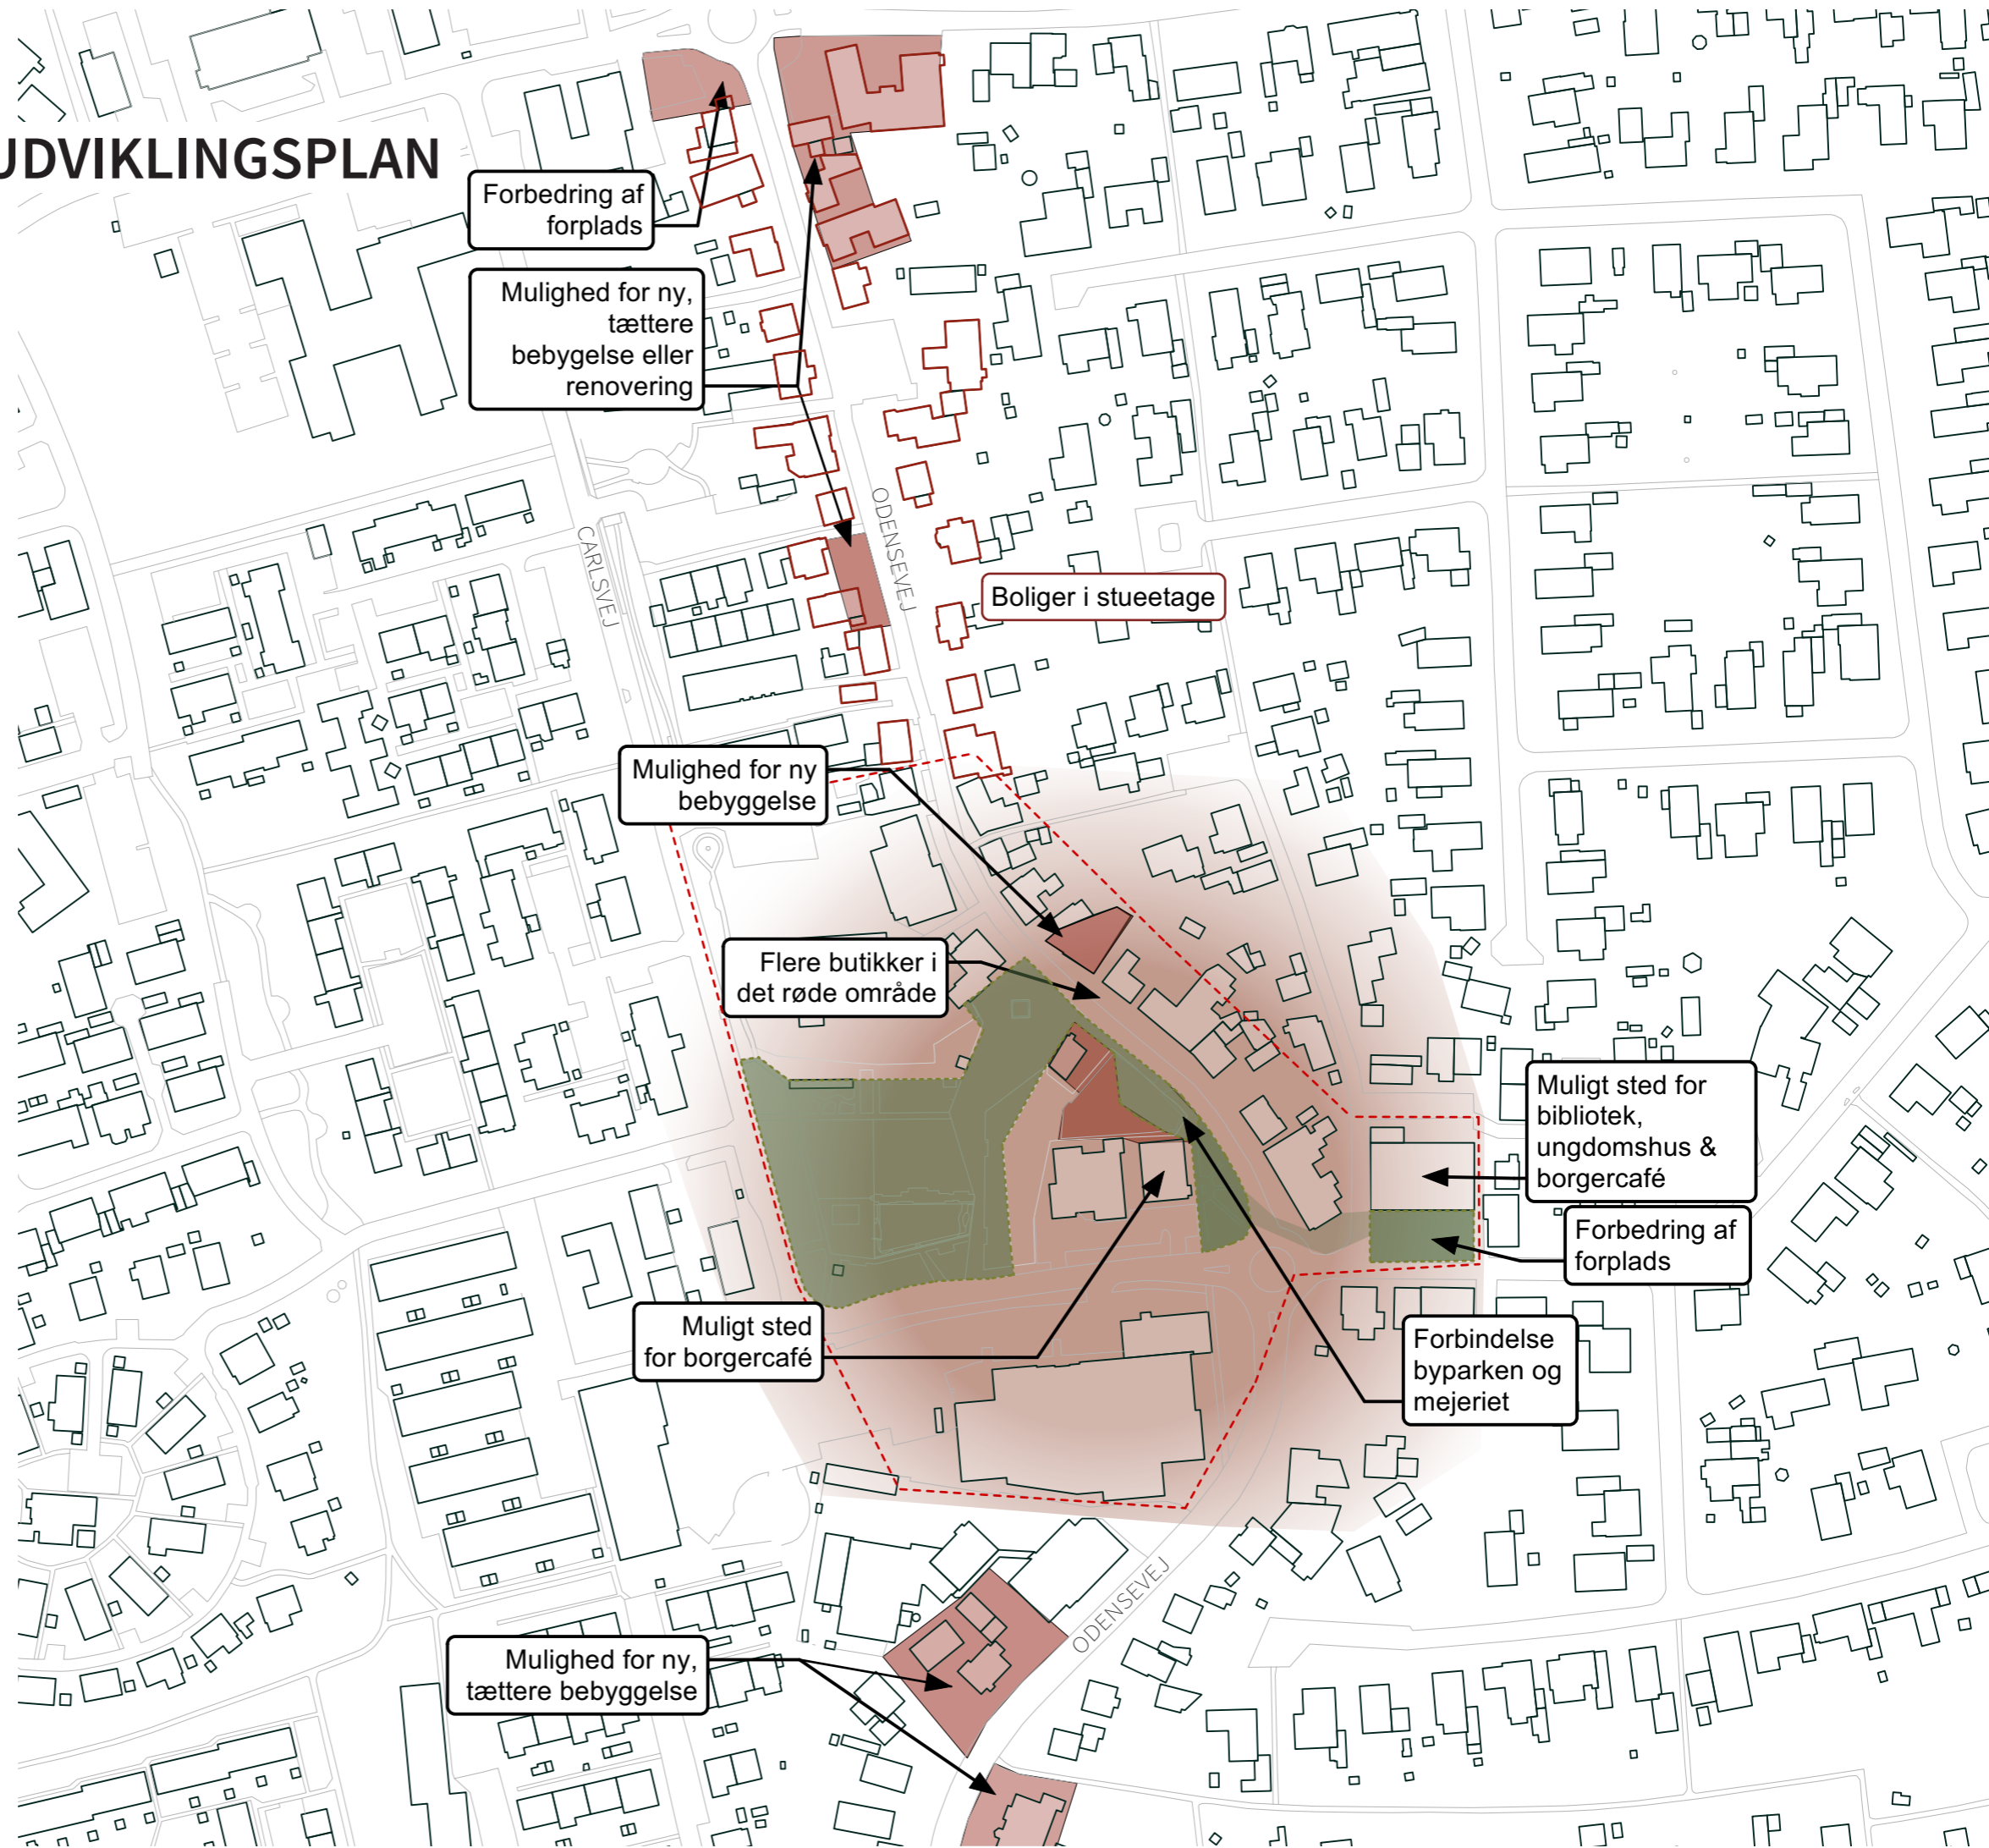 UDVIKLINGSPLAN
Forbedring af
forplads
Mulighed for ny,
tættere
bebygelse eller
renovering
ODENSEVEJ
CARLSVEJ
Boliger i stueetage
Mulighed for ny
bebyggelse
Flere butikker i
det røde område
Muligt sted for
bibliotek,
ungdomshus &
borgercafé
Forbedring af
forplads
Muligt sted
for borgercafé
Forbindelse
byparken og
mejeriet
ODENSEVEJ
Mulighed for ny,
tættere bebyggelse